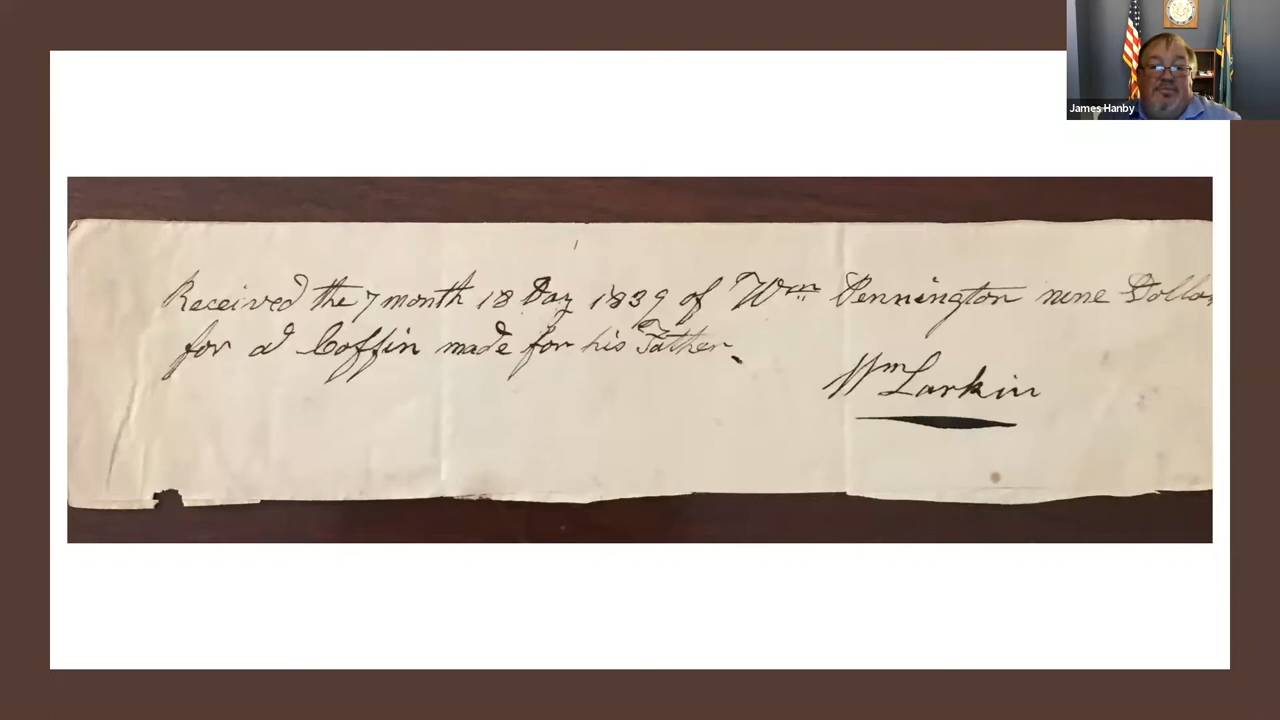 James Hanby
Received the 7 month 18 Day 1839 of Wm Pennington nine Dollar
for a Coffin made for his Father
Wm Larkin